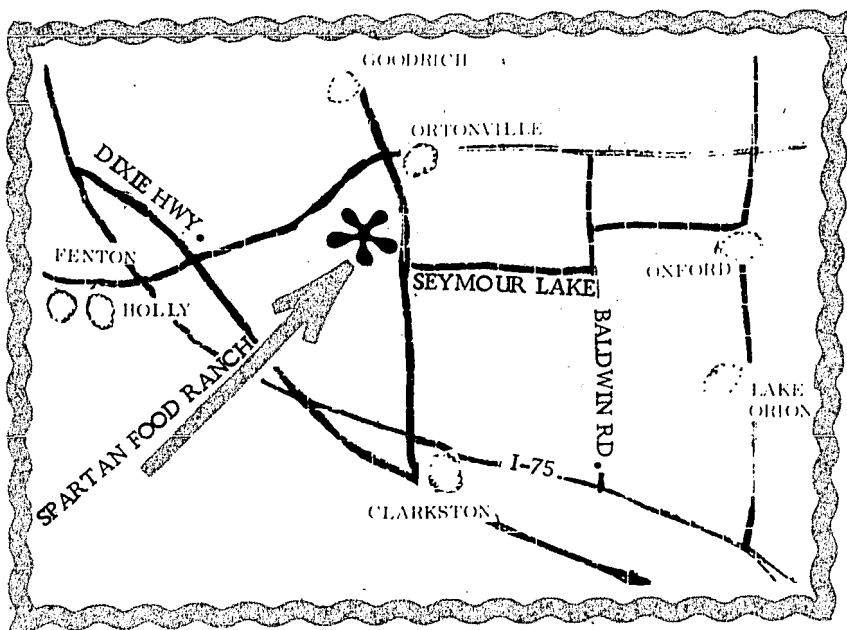 GOODRICH
ORTONVILLE
DIXIE HWY.
FENTON
HOLLY
SEYMOUR LAKE
OXFORD
BALDWIN RD.
LAKE
ORION
SPARTAN FOOD RANCH
I-75
CLARKSTON